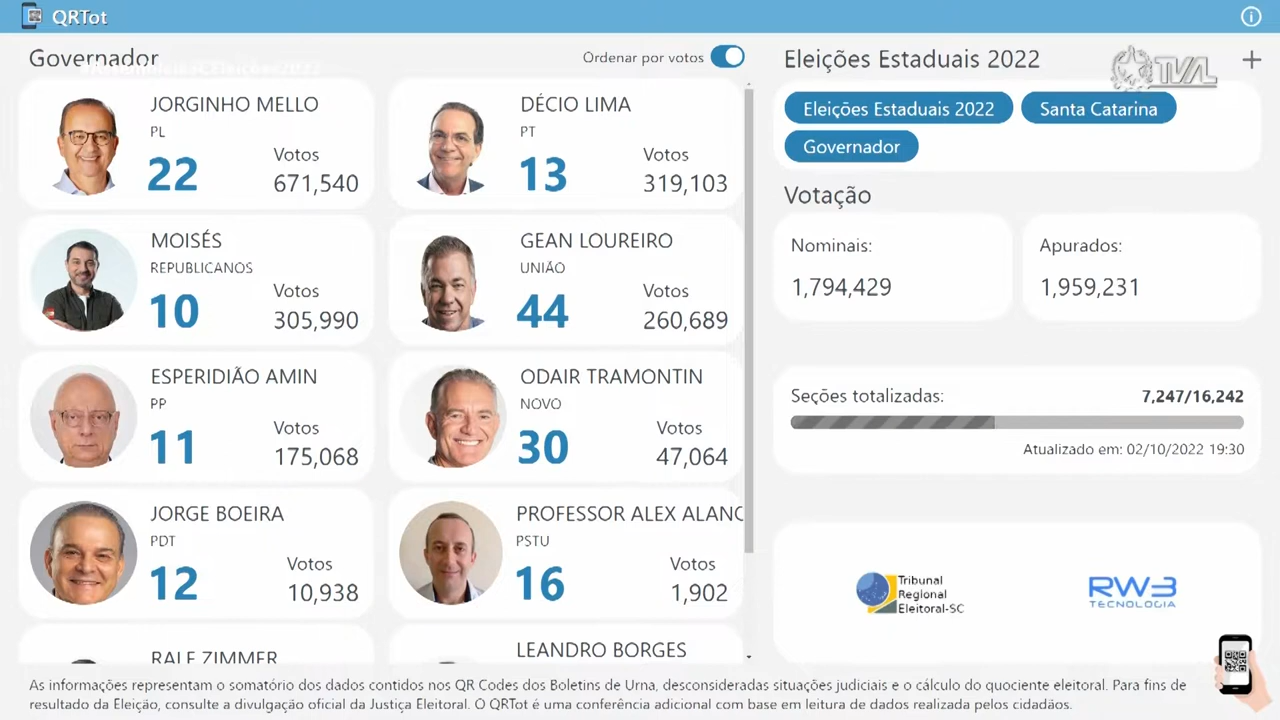 QRTot
Governador
Ordenar por votos
JORGINHO MELLO
PL
22
Votos
671,540
DÉCIO LIMA
PT
13
Votos
319,103
MOISÉS
REPUBLICANOS
10
Votos
305,990
GEAN LOUREIRO
UNIÃO
44
Votos
260,689
ESPERIDIÃO AMIN
PP
11
Votos
175,068
ODAIR TRAMONTIN
NOVO
30
Votos
47,064
JORGE BOEIRA
PDT
12
Votos
10,938
PROFESSOR ALEX ALANO
PSTU
16
Votos
1,902
RALF ZIMMER
LEANDRO BORGES
Eleições Estaduais 2022
TVAL
Eleições Estaduais 2022
Santa Catarina
Governador
Votação
Nominais:
1,794,429
Apurados:
1,959,231
Seções totalizadas:
7,247/16,242
Atualizado em: 02/10/2022 19:30
Tribunal
Regional
Eleitoral-SC
RW3
TECNOLOGIA
As informações representam o somatório dos dados contidos nos QR Codes dos Boletins de Urna, desconsideradas situações judiciais e o cálculo do quociente eleitoral. Para fins de
resultado da Eleição, consulte a divulgação oficial da Justiça Eleitoral. O QRTot é uma conferência adicional com base em leitura de dados realizada pelos cidadãos.